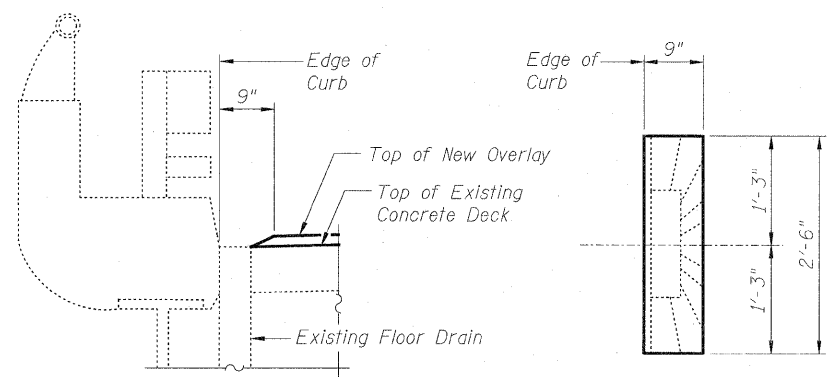 Edge of
Curb
9"
Top of New Overlay
Top of Existing
Concrete Deck
Existing Floor Drain
Edge of
Curb
9"
1'-3"
1'-3"
2'-6"